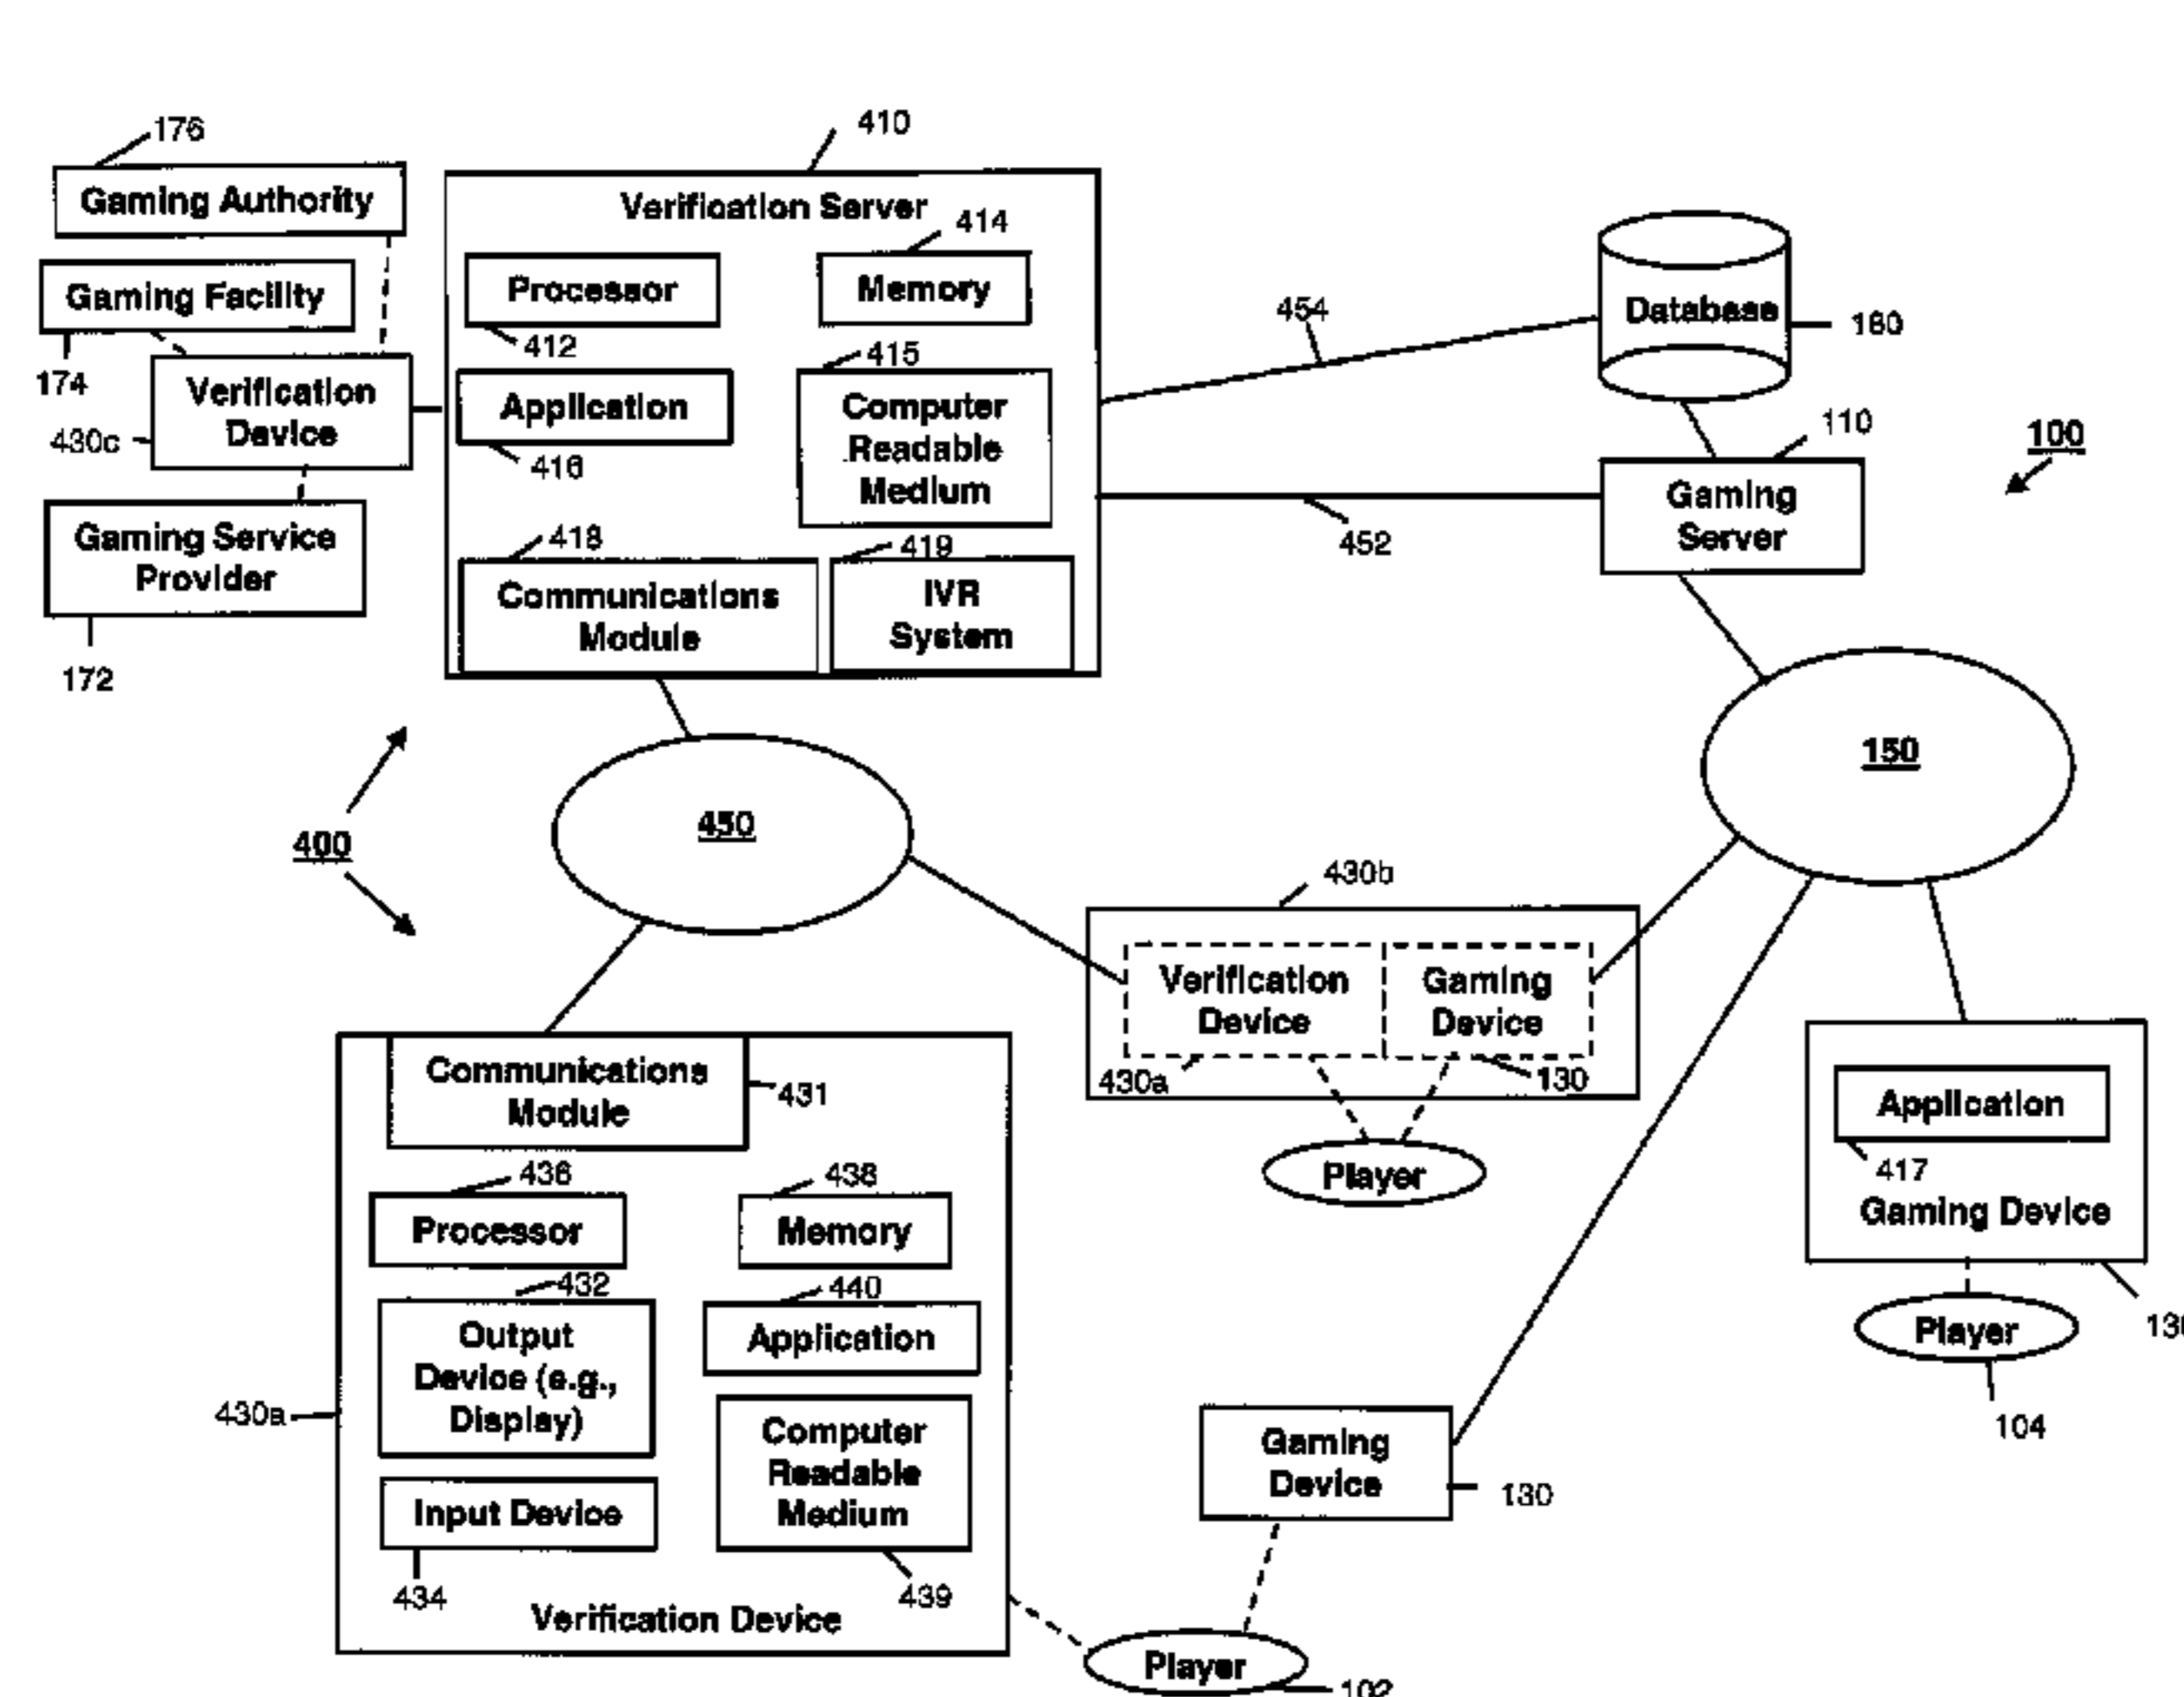 176
Gaming Authority
Gaming Facility
174
Verification
Device
430c
Gaming Service
Provider
172
410
Verification Server
414
Processor
Memory
412
415
Application
416
Computer
Readable
Medium
418
419
Communications
Module
IVR
System
454
Database
160
110
100
Gaming
Server
452
150
400
450
430b
Verification
Device
Gaming
Device
430a
130
Player
Application
417
Gaming Device
Player
104
Communications
Module
431
436
438
Processor
Memory
432
440
Output
Device (e.g.,
Display)
Application
430a
Computer
Readable
Medium
Input Device
434
439
Verification Device
Gaming
Device
130
Player
102